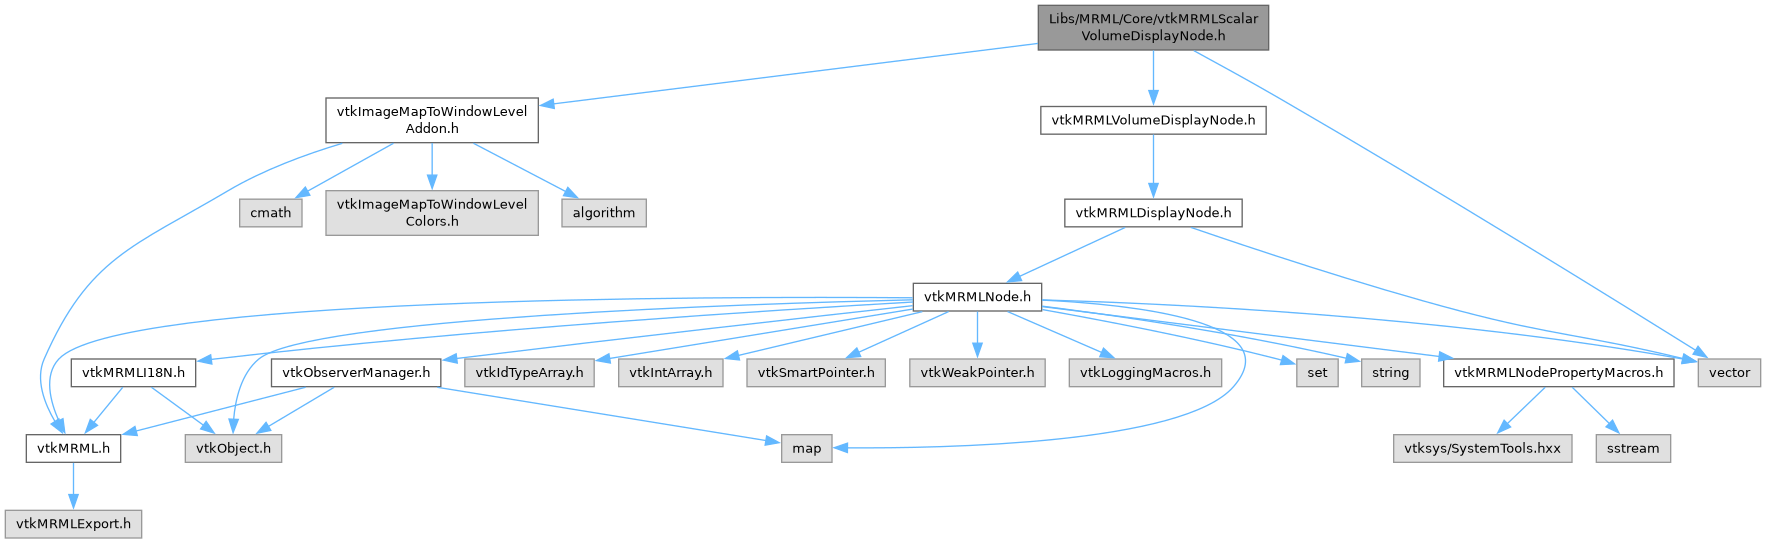 Libs/MRML/Core/vtkMRMLScalar
VolumeDisplayNode.h
vtkImageMapToWindowLevel
Addon.h
vtkMRMLVolumeDisplayNode.h
cmath
vtkImageMapToWindowLevel
Colors.h
algorithm
vtkMRMLDisplayNode.h
vtkMRMLNode.h
vtkMRMLI18N.h
vtkObserverManager.h
vtkIdTypeArray.h
vtkIntArray.h
vtkSmartPointer.h
vtkWeakPointer.h
vtkLoggingMacros.h
set
string
vtkMRMLNodePropertyMacros.h
vector
vtkMRML.h
vtkObject.h
map
vtksys/SystemTools.hxx
sstream
vtkMRMLExport.h